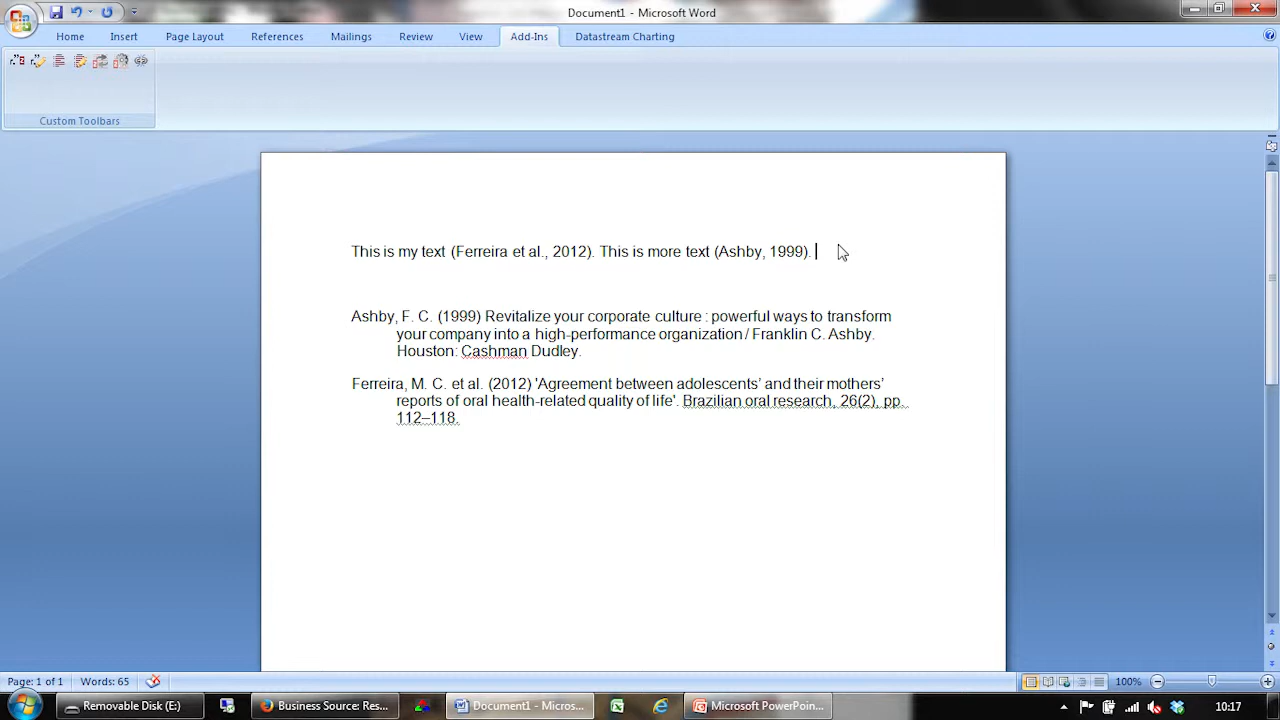 Document1 - Microsoft Word
Home Insert Page Layout References Mailings Review View Add-Ins Datastream Charting
Custom Toolbars
This is my text (Ferreira et al., 2012). This is more text (Ashby, 1999).
Ashby, F. C. (1999) Revitalize your corporate culture : powerful ways to transform
your company into a high-performance organization / Franklin C. Ashby.
Houston: Cashman Dudley.
Ferreira, M. C. et al. (2012) 'Agreement between adolescents’ and their mothers’
reports of oral health-related quality of life'. Brazilian oral research, 26(2), pp.
112–118.
Page: 1 of 1 Words: 65 100%
Removable Disk (E:) Business Source: Res... Document1 - Micros... Microsoft PowerPoin... 10:17